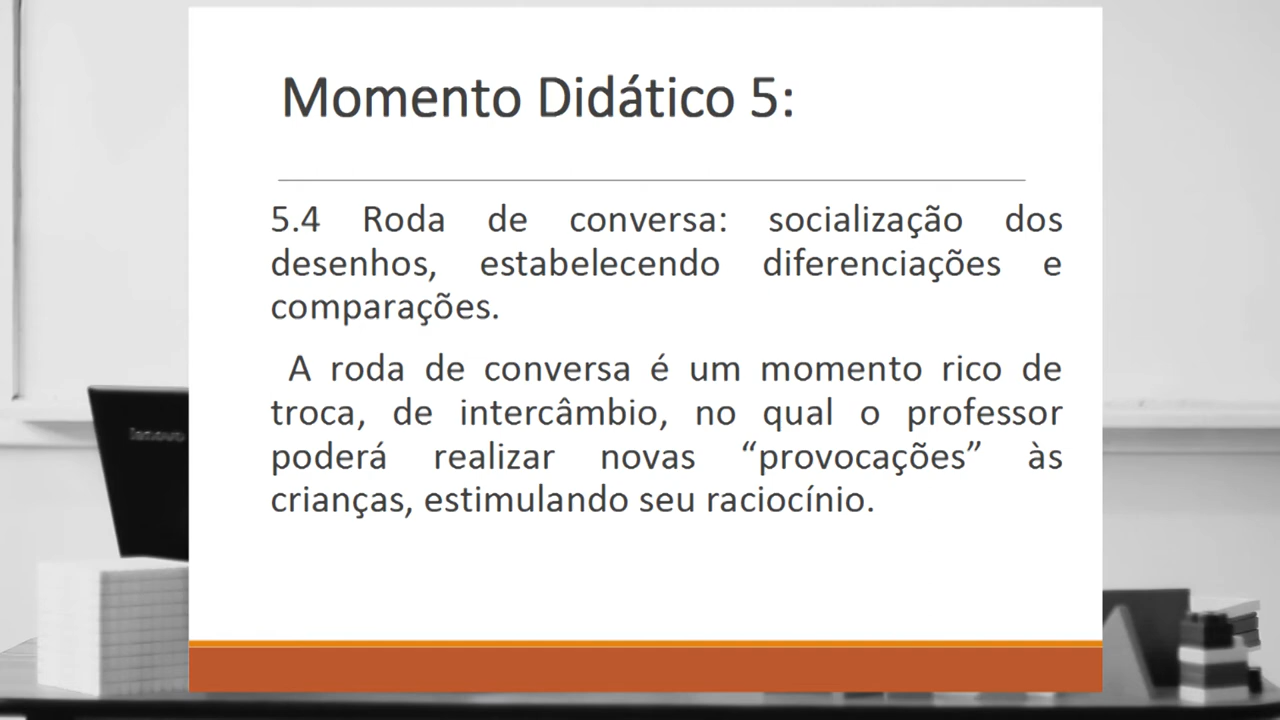 Momento Didático 5:
5.4 Roda de conversa: socialização dos
desenhos, estabelecendo diferenciações e
comparações.
A roda de conversa é um momento rico de
troca, de intercâmbio, no qual o professor
poderá realizar novas “provocações” às
crianças, estimulando seu raciocínio.
lenovo